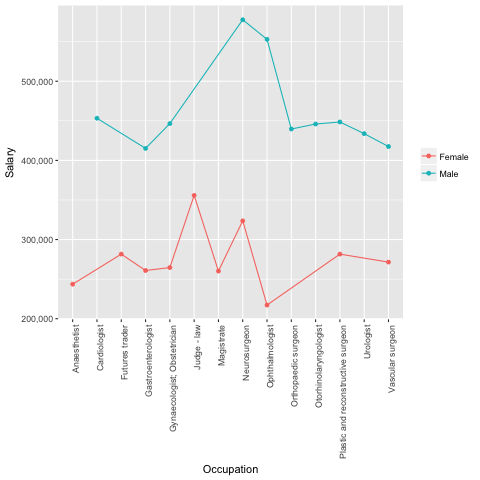 Salary
500,000
400,000
300,000
200,000
Female
Male
Anaesthetist
Cardiologist
Futures trader
Gastroenterologist
Gynaecologist; Obstetrician
Judge - law
Magistrate
Neurosurgeon
Ophthalmologist
Orthopaedic surgeon
Otorhinolaryngologist
Plastic and reconstructive surgeon
Urologist
Vascular surgeon
Occupation